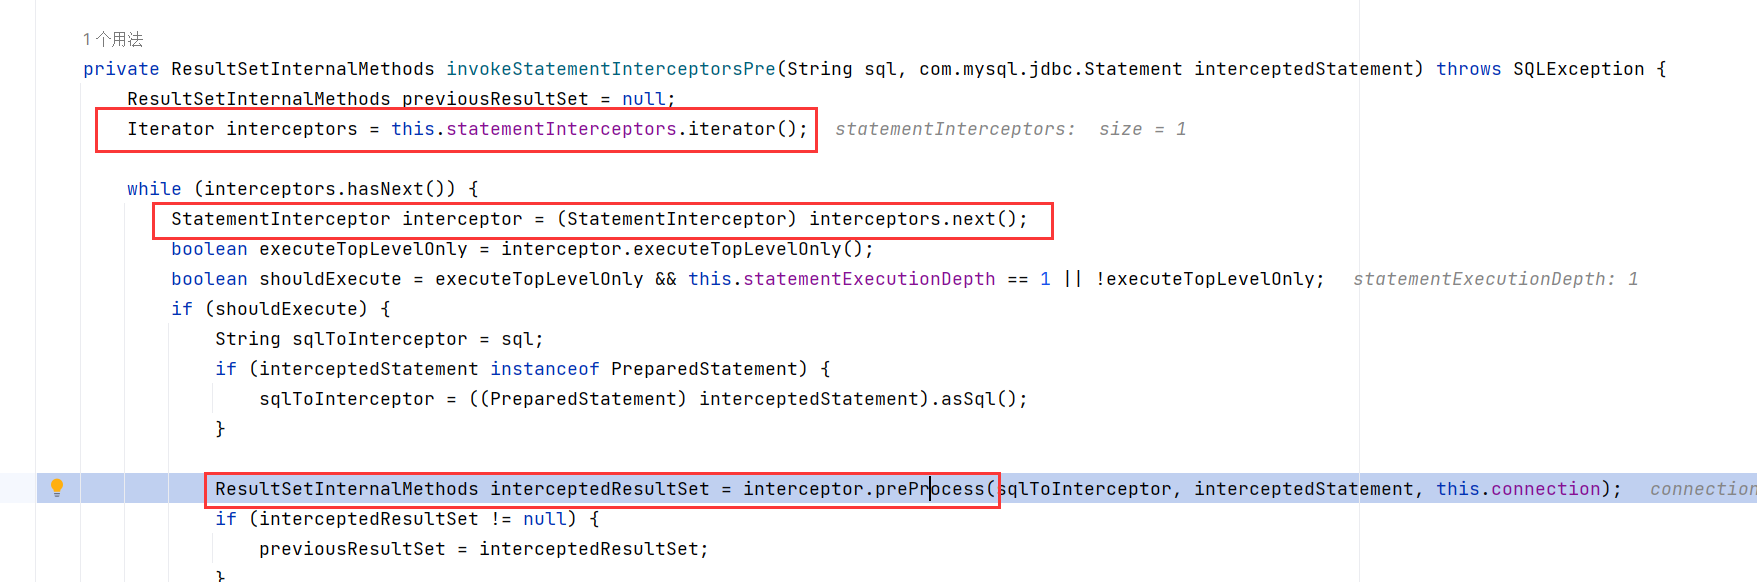 1 个用法
private ResultSetInternalMethods invokeStatementInterceptorsPre(String sql, com.mysql.jdbc.Statement interceptedStatement) throws SQLException {
ResultSetInternalMethods previousResultSet = null;
Iterator interceptors = this.statementInterceptors.iterator(); statementInterceptors: size = 1
while (interceptors.hasNext()) {
StatementInterceptor interceptor = (StatementInterceptor) interceptors.next();
boolean executeTopLevelOnly = interceptor.executeTopLevelOnly();
boolean shouldExecute = executeTopLevelOnly && this.statementExecutionDepth == 1 || !executeTopLevelOnly; statementExecutionDepth: 1
if (shouldExecute) {
String sqlToInterceptor = sql;
if (interceptedStatement instanceof PreparedStatement) {
sqlToInterceptor = ((PreparedStatement) interceptedStatement).asSql();
}
ResultSetInternalMethods interceptedResultSet = interceptor.preProcess(sqlToInterceptor, interceptedStatement, this.connection); connection
if (interceptedResultSet != null) {
previousResultSet = interceptedResultSet;
}